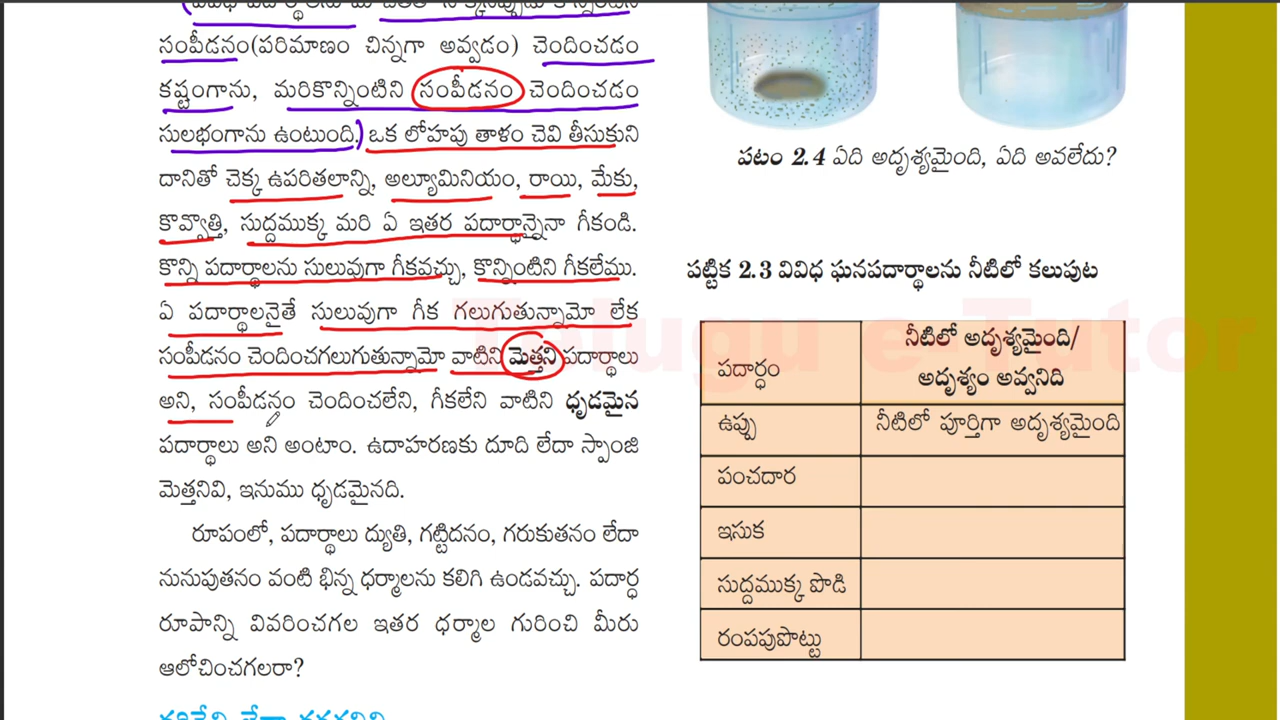 సంపీడనం(పరిమాణం చిన్నగా అవ్వడం) చెందించడం
కష్టంగాను, మరికొన్నింటిని సంపీడనం చెందించడం
సులభంగాను ఉంటుంది.) ఒక లోహపు తాళం చెవి తీసుకుని
దానితో చెక్క ఉపరితలాన్ని, అల్యూమినియం, రాయి, మేకు,
కొవ్వొత్తి, సుద్దముక్క మరి ఏ ఇతర పదార్థాన్నైనా గీకండి.
కొన్ని పదార్థాలను సులువుగా గీకవచ్చు, కొన్నింటిని గీకలేము.
ఏ పదార్థాలనైతే సులువుగా గీక గలుగుతున్నామో లేక
సంపీడనం చెందించగలుగుతున్నామో వాటిని మెత్తని పదార్థాలు
అని, సంపీడనం చెందించలేని, గీకలేని వాటిని ధృడమైన
పదార్థాలు అని అంటాం. ఉదాహరణకు దూది లేదా స్పాంజి
మెత్తనివి, ఇనుము ధృడమైనది.
రూపంలో, పదార్థాలు ద్యుతి, గట్టిదనం, గరుకుతనం లేదా
నునుపుతనం వంటి భిన్న ధర్మాలను కలిగి ఉండవచ్చు. పదార్థ
రూపాన్ని వివరించగల ఇతర ధర్మాల గురించి మీరు
ఆలోచించగలరా?
పటం 2.4 ఏది అదృశ్యమైంది, ఏది అవలేదు?
పట్టిక 2.3 వివిధ ఘనపదార్థాలను నీటిలో కలుపుట
పదార్థం
నీటిలో అదృశ్యమైంది/
అదృశ్యం అవ్వనిది
ఉప్పు నీటిలో పూర్తిగా అదృశ్యమైంది
పంచదార
ఇసుక
సుద్దముక్క పొడి
రంపపుపొట్టు
Telugu e-Tutor